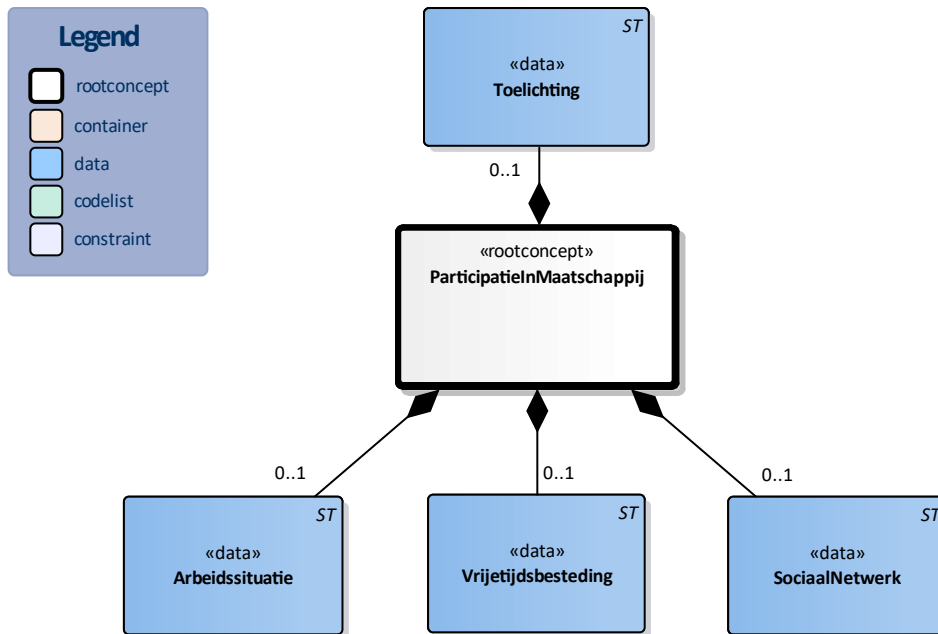 Legend
rootconcept
container
data
codelist
constraint
ST
«data»
Toelichting
0..1
«rootconcept»
ParticipatieInMaatschappij
0..1
0..1
0..1
ST
«data»
Arbeidssituatie
ST
«data»
Vrijetijdsbesteding
ST
«data»
SociaalNetwerk